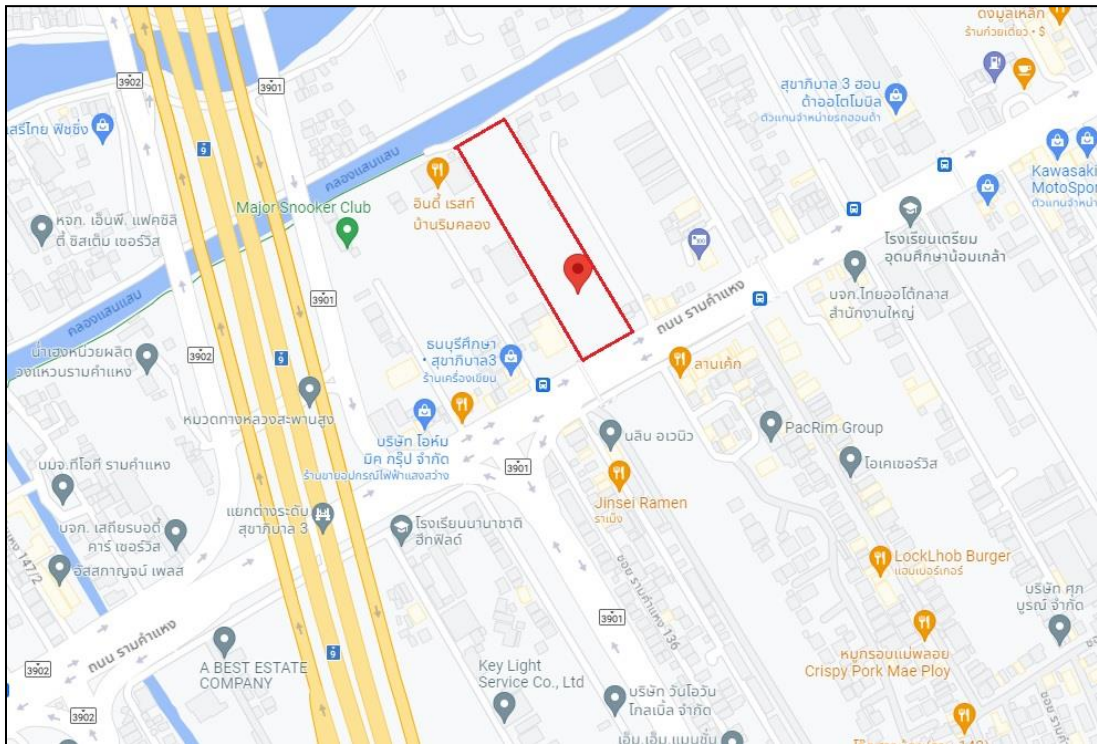 ดงมูลเหล็ก
ร้านก๋วยเตี๋ยว • $
3902
3901
สุขาภิบาล 3 ฮอน
ด้าออโตโมบิล
ตัวแทนจำหน่ายรถฮอนด้า
เสรีไทย ฟิชชิ่ง
9
คลองแสนแสบ
อินดี้ เรสท์
บ้านริมคลอง
Kawasaki
MotoSpor
ตัวแทนจำหน่า
Major Snooker Club
หจก. เอ็นพี. แฟคซิลิ
ตี้ ซิสเต็ม เซอร์วิส
โรงเรียนเตรียม
อุดมศึกษาน้อมเกล้า
3901
ถนน รามคำแหง
บจก.ไทยออโต้กลาส
สำนักงานใหญ่
คลองแสนแสบ
3902
9
ธนบุรีศึกษา
• สุขาภิบาล3
ร้านเครื่องเขียน
ลานเค้ก
วงแหวนรามคำแหง
หมวดทางหลวงสะพานสูง
บริษัท โอห์ม
มิค กรุ๊ป จำกัด
ร้านขายอุปกรณ์ไฟฟ้าแสงสว่าง
นลิน อเวนิว
PacRim Group
โอเคเซอร์วิส
บมจ.ทีโอที รามคำแหง
3901
Jinsei Ramen
ราเม็ง
แยกต่างระดับ
สุขาภิบาล 3
โรงเรียนนานาชาติ
ฮีทฟิลด์
บจก. เสถียรบอดี้
คาร์ เซอร์วิส
อัสสกาญจน์ เพลส
147/2
LockLhob Burger
แฮมเบอร์เกอร์
บริษัท ศุภ
บูรณ์ จำกัด
ซอย รามคำแหง 136
3901
ถนน รามคำแหง
3902
9
A BEST ESTATE
COMPANY
Key Light
Service Co., Ltd
หมูกรอบแม่พลอย
Crispy Pork Mae Ploy
บริษัท วันโอวัน
โกลเบิ้ล จำกัด
3902
เอ็ม.เอ็ม.แมนชั่น